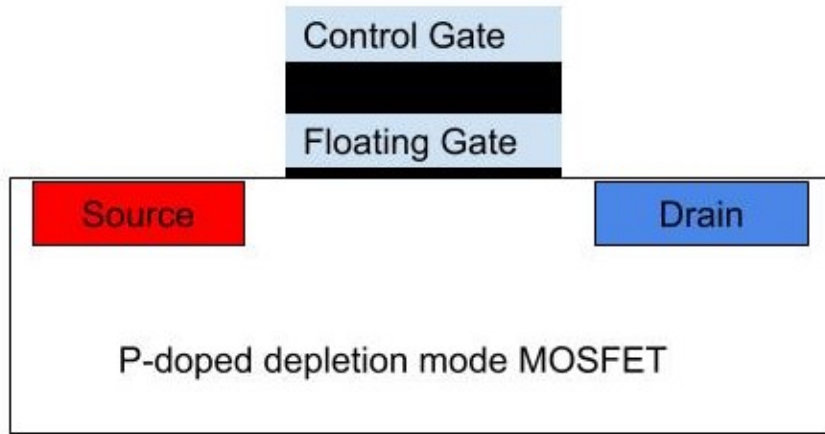 Control Gate
Floating Gate
Source
Drain
P-doped depletion mode MOSFET